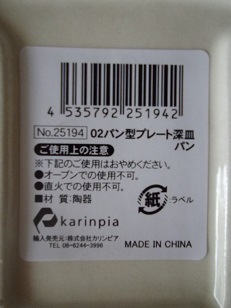 4 535792 251942
No.25194 02パン型プレート深皿
パン
ご使用上の注意
※下記のご使用はおやめください。
●オーブンでの使用不可。
●直火での使用不可。
■材 質：陶器
紙 ラベル
karinpia
輸入発売元：株式会社カリンピア
TEL 06-6244-3996
MADE IN CHINA